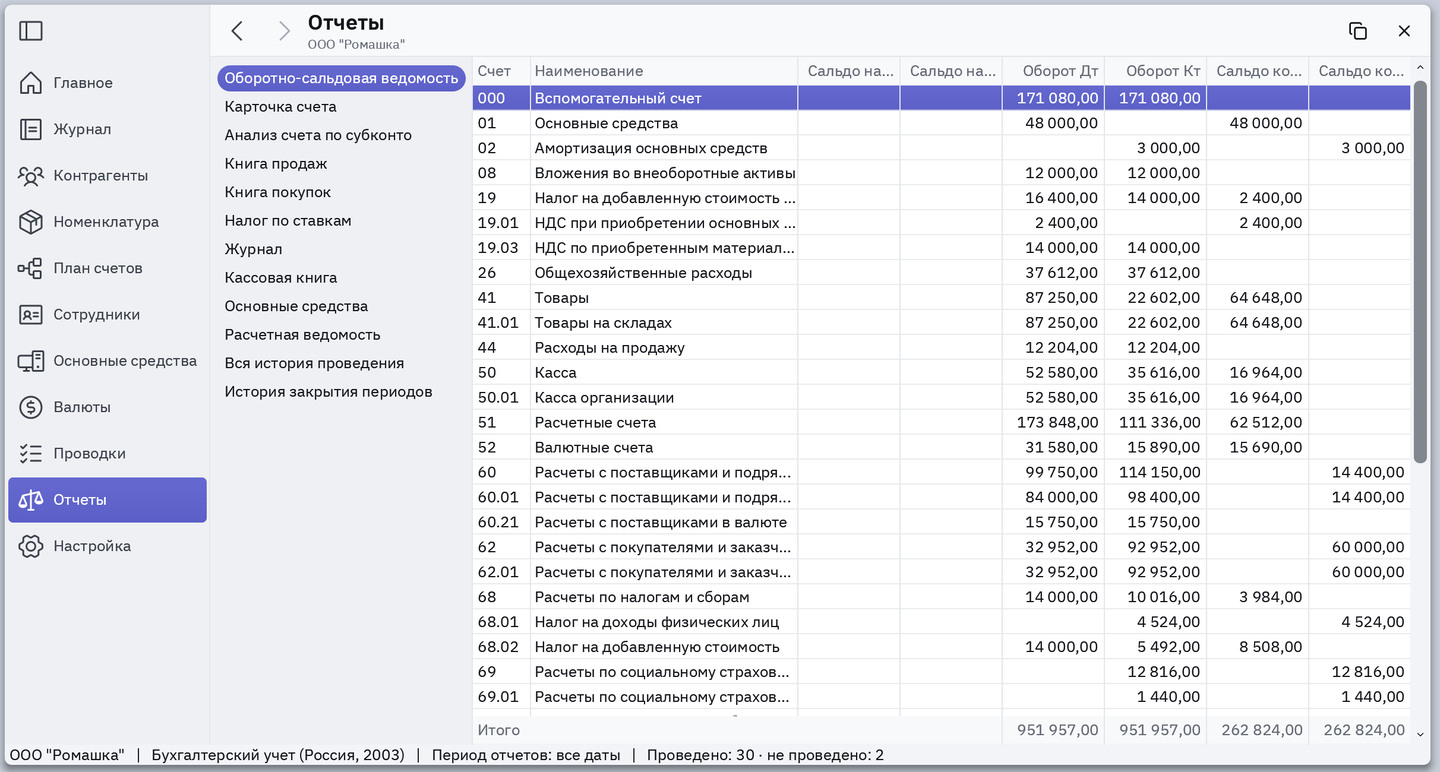 Отчеты
ООО "Ромашка"
Главное
Журнал
Контрагенты
Номенклатура
План счетов
Сотрудники
Основные средства
Валюты
Проводки
Отчеты
Настройка
Оборотно-сальдовая ведомость
Карточка счета
Анализ счета по субконто
Книга продаж
Книга покупок
Налог по ставкам
Журнал
Кассовая книга
Основные средства
Расчетная ведомость
Вся история проведения
История закрытия периодов
Счет Наименование Сальдо на... Сальдо на... Оборот Дт Оборот Кт Сальдо ко... Сальдо ко...
000 Вспомогательный счет 171 080,00 171 080,00
01 Основные средства 48 000,00 48 000,00
02 Амортизация основных средств 3 000,00 3 000,00
08 Вложения во внеоборотные активы 12 000,00 12 000,00
19 Налог на добавленную стоимость ... 16 400,00 14 000,00 2 400,00
19.01 НДС при приобретении основных ... 2 400,00 2 400,00
19.03 НДС по приобретенным материал... 14 000,00 14 000,00
26 Общехозяйственные расходы 37 612,00 37 612,00
41 Товары 87 250,00 22 602,00 64 648,00
41.01 Товары на складах 87 250,00 22 602,00 64 648,00
44 Расходы на продажу 12 204,00 12 204,00
50 Касса 52 580,00 35 616,00 16 964,00
50.01 Касса организации 52 580,00 35 616,00 16 964,00
51 Расчетные счета 173 848,00 111 336,00 62 512,00
52 Валютные счета 31 580,00 15 890,00 15 690,00
60 Расчеты с поставщиками и подря... 99 750,00 114 150,00 14 400,00
60.01 Расчеты с поставщиками и подря... 84 000,00 98 400,00 14 400,00
60.21 Расчеты с поставщиками в валюте 15 750,00 15 750,00
62 Расчеты с покупателями и заказч... 32 952,00 92 952,00 60 000,00
62.01 Расчеты с покупателями и заказч... 32 952,00 92 952,00 60 000,00
68 Расчеты по налогам и сборам 14 000,00 10 016,00 3 984,00
68.01 Налог на доходы физических лиц 4 524,00 4 524,00
68.02 Налог на добавленную стоимость 14 000,00 5 492,00 8 508,00
69 Расчеты по социальному страхов... 12 816,00 12 816,00
69.01 Расчеты по социальному страхов... 1 440,00 1 440,00
Итого 951 957,00 951 957,00 262 824,00 262 824,00
ООО "Ромашка" | Бухгалтерский учет (Россия, 2003) | Период отчетов: все даты | Проведено: 30 · не проведено: 2